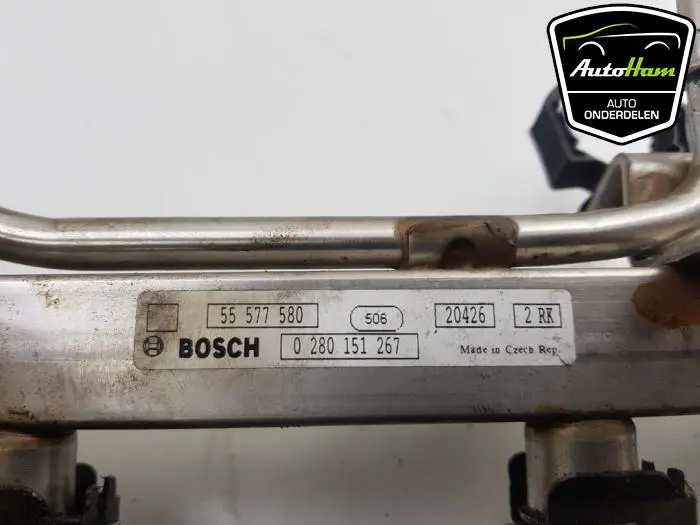 AutoHam
AUTO
ONDERDELEN
55 577 580 506 20426 2 RK
BOSCH 0 280 151 267 Made in Czech Rep.